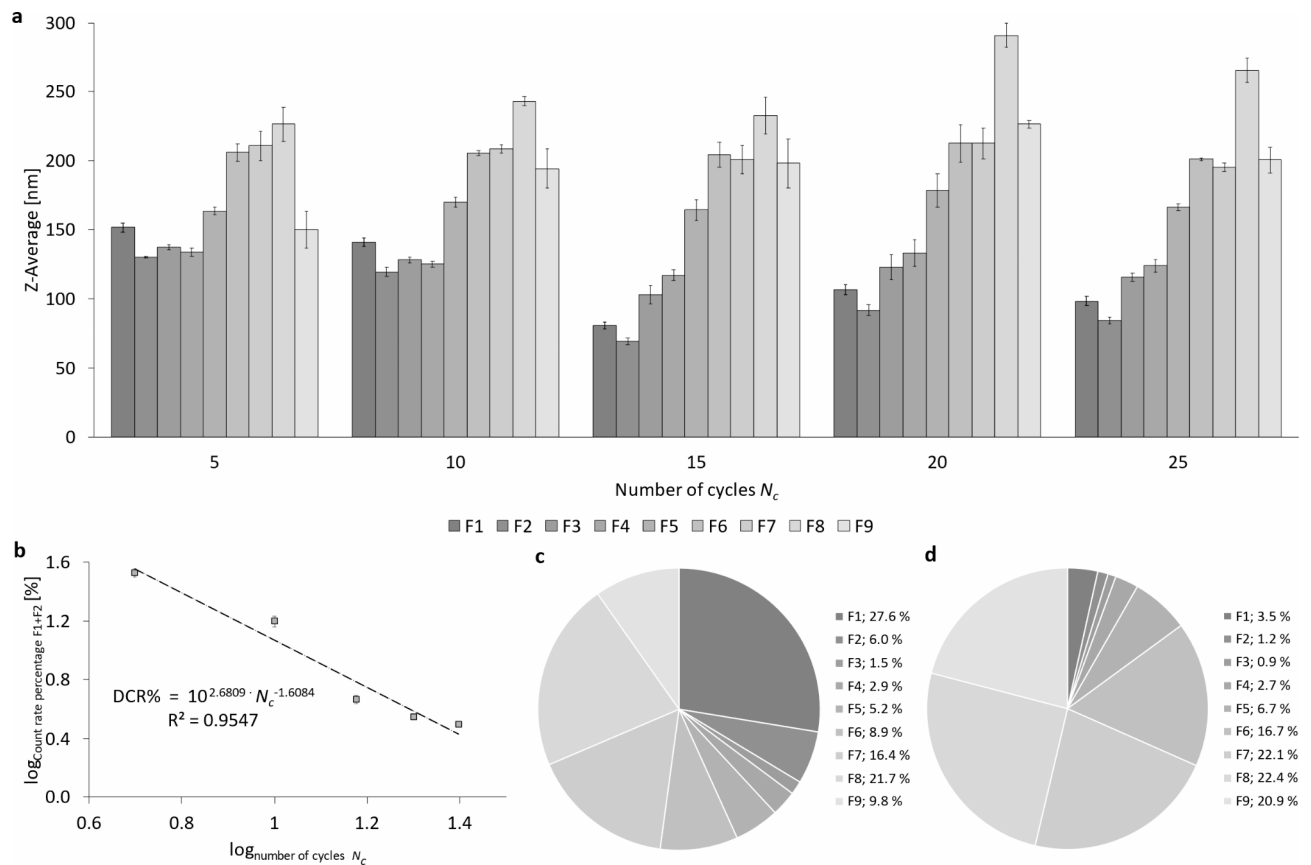 a
300
250
200
150
100
50
0
Z-Average [nm]
5 10 15 20 25
Number of cycles N_c
F1 F2 F3 F4 F5 F6 F7 F8 F9
b
1.6
1.2
0.8
0.4
0.0
log_Count rate percentage F1+F2 [%]
DCR% = 10^2.6809 · N_c^-1.6084
R² = 0.9547
0.6 0.8 1 1.2 1.4
log_number of cycles N_c
c
F1; 27.6 %
F2; 6.0 %
F3; 1.5 %
F4; 2.9 %
F5; 5.2 %
F6; 8.9 %
F7; 16.4 %
F8; 21.7 %
F9; 9.8 %
d
F1; 3.5 %
F2; 1.2 %
F3; 0.9 %
F4; 2.7 %
F5; 6.7 %
F6; 16.7 %
F7; 22.1 %
F8; 22.4 %
F9; 20.9 %